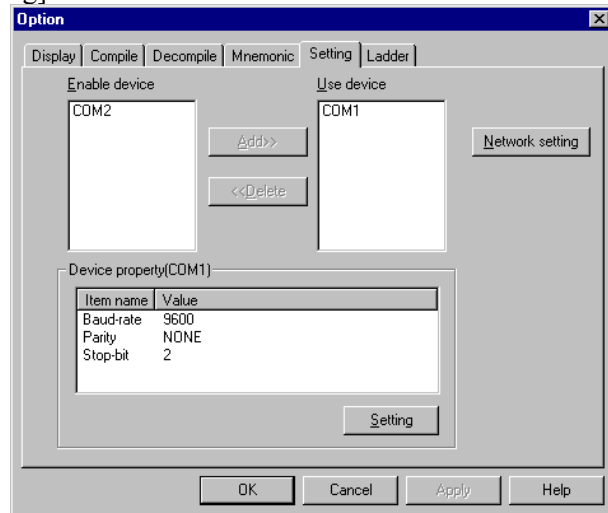 g]
Option
Display Compile Decompile Mnemonic Setting Ladder
Enable device Use device
COM2 COM1
Add>> Network setting
<<Delete
Device property(COM1)
Item name Value
Baud-rate 9600
Parity NONE
Stop-bit 2
Setting
OK Cancel Apply Help